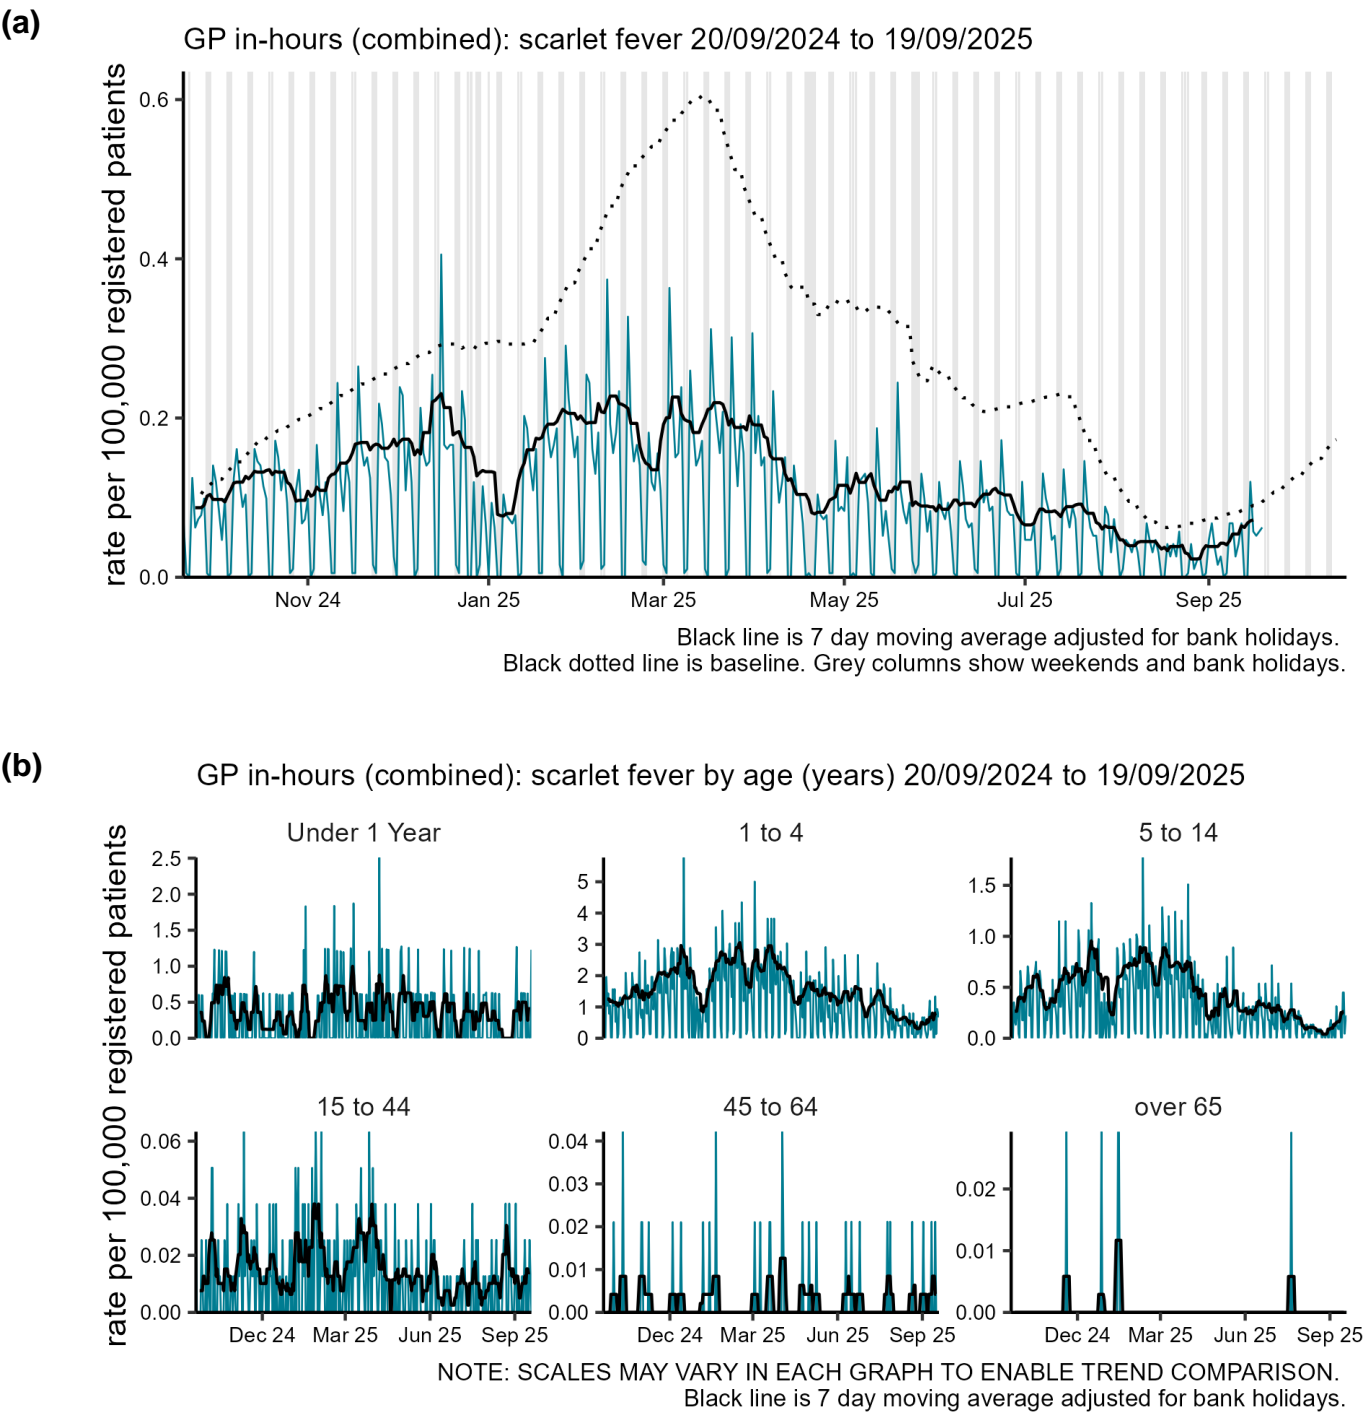 (a)
GP in-hours (combined): scarlet fever 20/09/2024 to 19/09/2025
rate per 100,000 registered patients
0.6
0.4
0.2
0.0
Nov 24 Jan 25 Mar 25 May 25 Jul 25 Sep 25
Black line is 7 day moving average adjusted for bank holidays.
Black dotted line is baseline. Grey columns show weekends and bank holidays.
(b)
GP in-hours (combined): scarlet fever by age (years) 20/09/2024 to 19/09/2025
rate per 100,000 registered patients
Under 1 Year
2.5
2.0
1.5
1.0
0.5
0.0
1 to 4
5
4
3
2
1
0
5 to 14
1.5
1.0
0.5
0.0
15 to 44
0.06
0.04
0.02
0.00
Dec 24 Mar 25 Jun 25 Sep 25
45 to 64
0.04
0.03
0.02
0.01
0.00
Dec 24 Mar 25 Jun 25 Sep 25
over 65
0.02
0.01
0.00
Dec 24 Mar 25 Jun 25 Sep 25
NOTE: SCALES MAY VARY IN EACH GRAPH TO ENABLE TREND COMPARISON.
Black line is 7 day moving average adjusted for bank holidays.